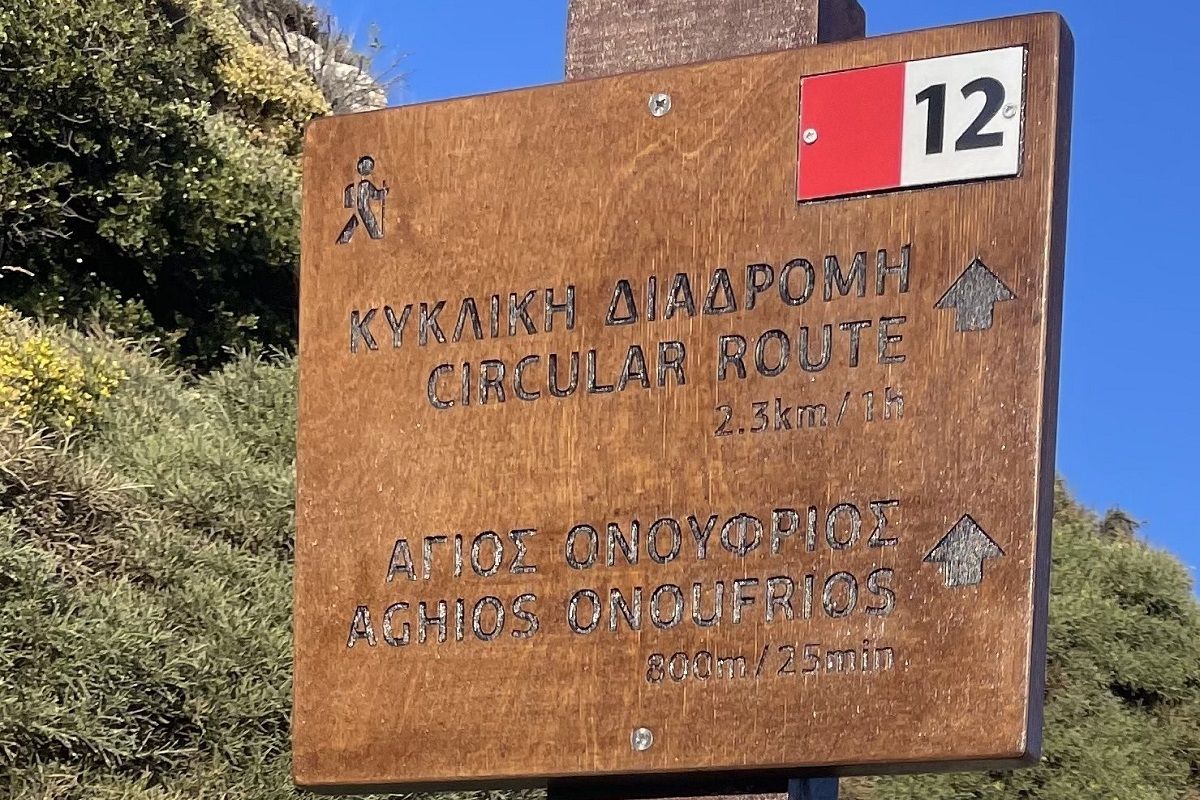 12
ΚΥΚΛΙΚΗ ΔΙΑΔΡΟΜΗ
CIRCULAR ROUTE
2.3km/1h
ΑΓΙΟΣ ΟΝΟΥΦΡΙΟΣ
AGHIOS ONOUFRIOS
800m/25min